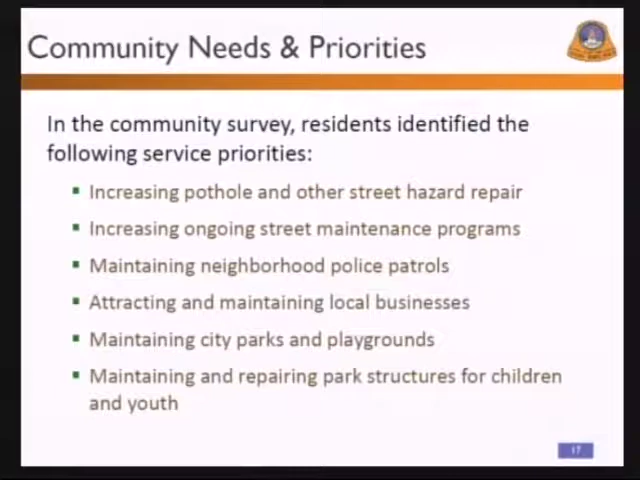 Community Needs & Priorities
In the community survey, residents identified the
following service priorities:
▪ Increasing pothole and other street hazard repair
▪ Increasing ongoing street maintenance programs
▪ Maintaining neighborhood police patrols
▪ Attracting and maintaining local businesses
▪ Maintaining city parks and playgrounds
▪ Maintaining and repairing park structures for children
and youth
17